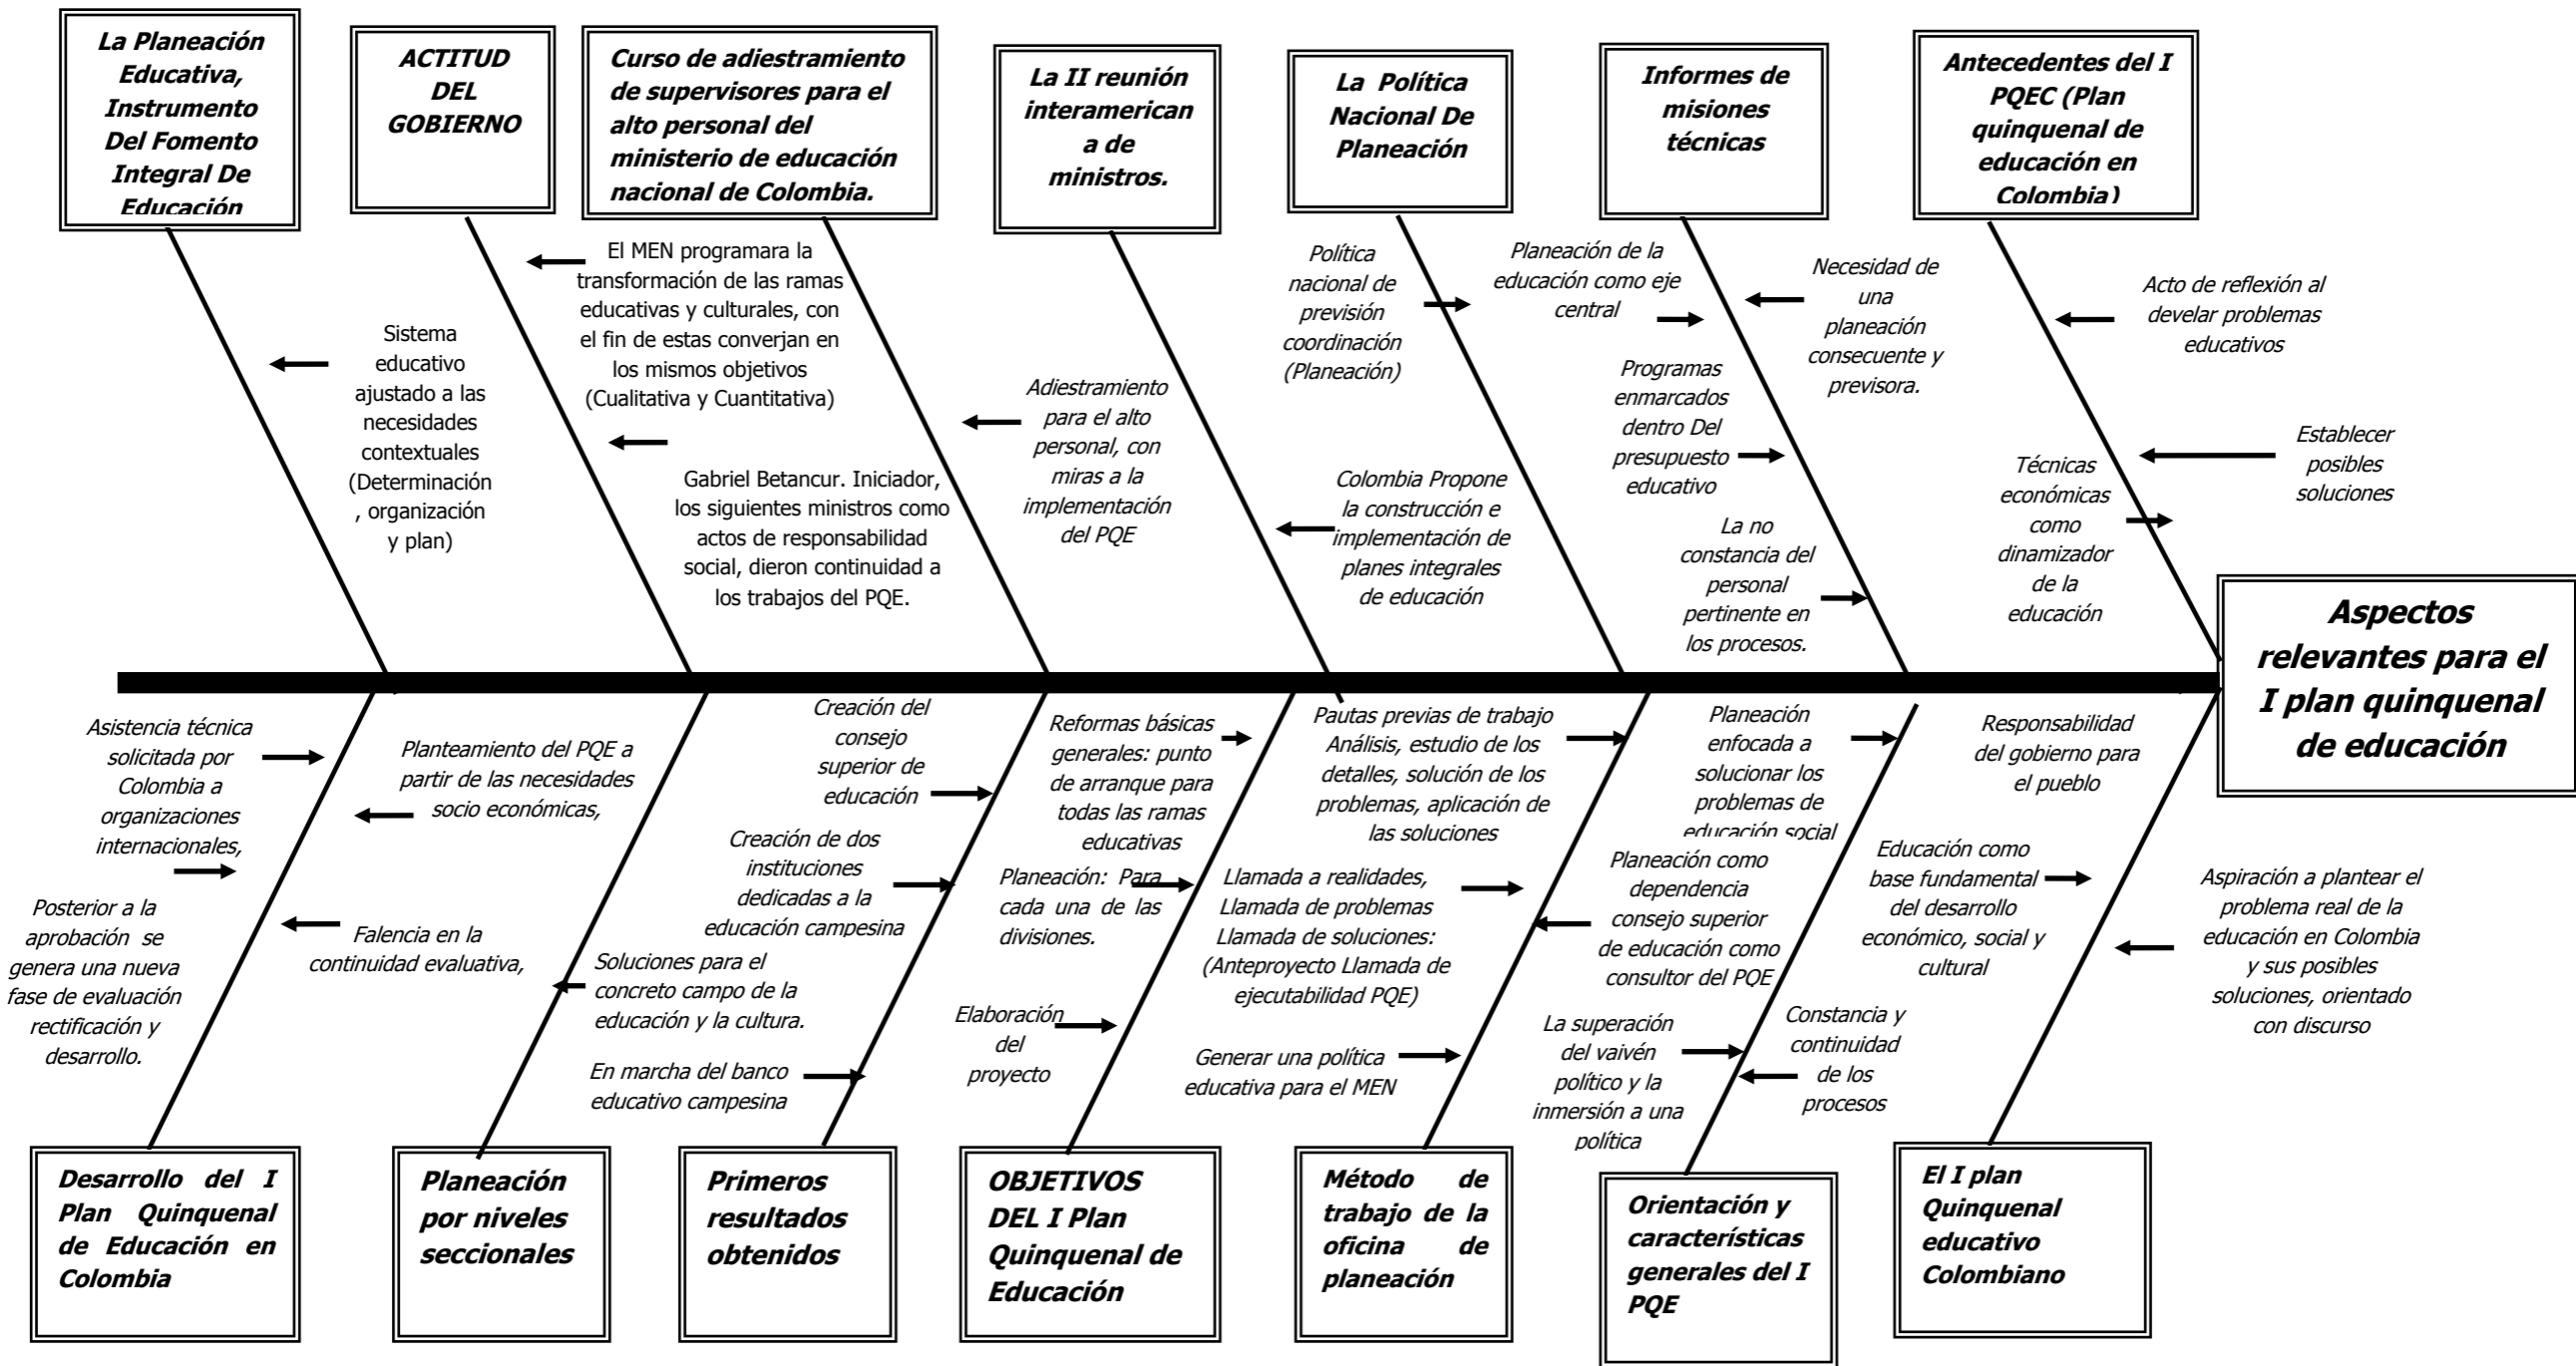 La Planeación
Educativa,
Instrumento
Del Fomento
Integral De
Educación
ACTITUD
DEL
GOBIERNO
Curso de adiestramiento
de supervisores para el
alto personal del
ministerio de educación
nacional de Colombia.
La II reunión
interamerican
a de
ministros.
La Política
Nacional De
Planeación
Informes de
misiones
técnicas
Antecedentes del I
PQEC (Plan
quinquenal de
educación en
Colombia)
Sistema
educativo
ajustado a las
necesidades
contextuales
(Determinación
, organización
y plan)
El MEN programara la
transformación de las ramas
educativas y culturales, con
el fin de estas converjan en
los mismos objetivos
(Cualitativa y Cuantitativa)
Gabriel Betancur. Iniciador,
los siguientes ministros como
actos de responsabilidad
social, dieron continuidad a
los trabajos del PQE.
Adiestramiento
para el alto
personal, con
miras a la
implementación
del PQE
Política
nacional de
previsión
coordinación
(Planeación)
Colombia Propone
la construcción e
implementación de
planes integrales
de educación
Planeación de la
educación como eje
central
Programas
enmarcados
dentro Del
presupuesto
educativo
La no
constancia del
personal
pertinente en
los procesos.
Necesidad de
una
planeación
consecuente y
previsora.
Técnicas
económicas
como
dinamizador
de la
educación
Acto de reflexión al
develar problemas
educativos
Establecer
posibles
soluciones
Aspectos
relevantes para el
I plan quinquenal
de educación
Asistencia técnica
solicitada por
Colombia a
organizaciones
internacionales,
Posterior a la
aprobación se
genera una nueva
fase de evaluación
rectificación y
desarrollo.
Planteamiento del PQE a
partir de las necesidades
socio económicas,
Falencia en la
continuidad evaluativa,
Creación del
consejo
superior de
educación
Creación de dos
instituciones
dedicadas a la
educación campesina
Soluciones para el
concreto campo de la
educación y la cultura.
En marcha del banco
educativo campesina
Reformas básicas
generales: punto
de arranque para
todas las ramas
educativas
Planeación: Para
cada una de las
divisiones.
Elaboración
del
proyecto
Pautas previas de trabajo
Análisis, estudio de los
detalles, solución de los
problemas, aplicación de
las soluciones
Llamada a realidades,
Llamada de problemas
Llamada de soluciones:
(Anteproyecto Llamada de
ejecutabilidad PQE)
Generar una política
educativa para el MEN
Planeación
enfocada a
solucionar los
problemas de
educación social
Planeación como
dependencia
consejo superior
de educación como
consultor del PQE
La superación
del vaivén
político y la
inmersión a una
política
Constancia y
continuidad
de los
procesos
Responsabilidad
del gobierno para
el pueblo
Educación como
base fundamental
del desarrollo
económico, social y
cultural
Aspiración a plantear el
problema real de la
educación en Colombia
y sus posibles
soluciones, orientado
con discurso
Desarrollo del I
Plan Quinquenal
de Educación en
Colombia
Planeación
por niveles
seccionales
Primeros
resultados
obtenidos
OBJETIVOS
DEL I Plan
Quinquenal de
Educación
Método de
trabajo de la
oficina de
planeación
Orientación y
características
generales del I
PQE
El I plan
Quinquenal
educativo
Colombiano